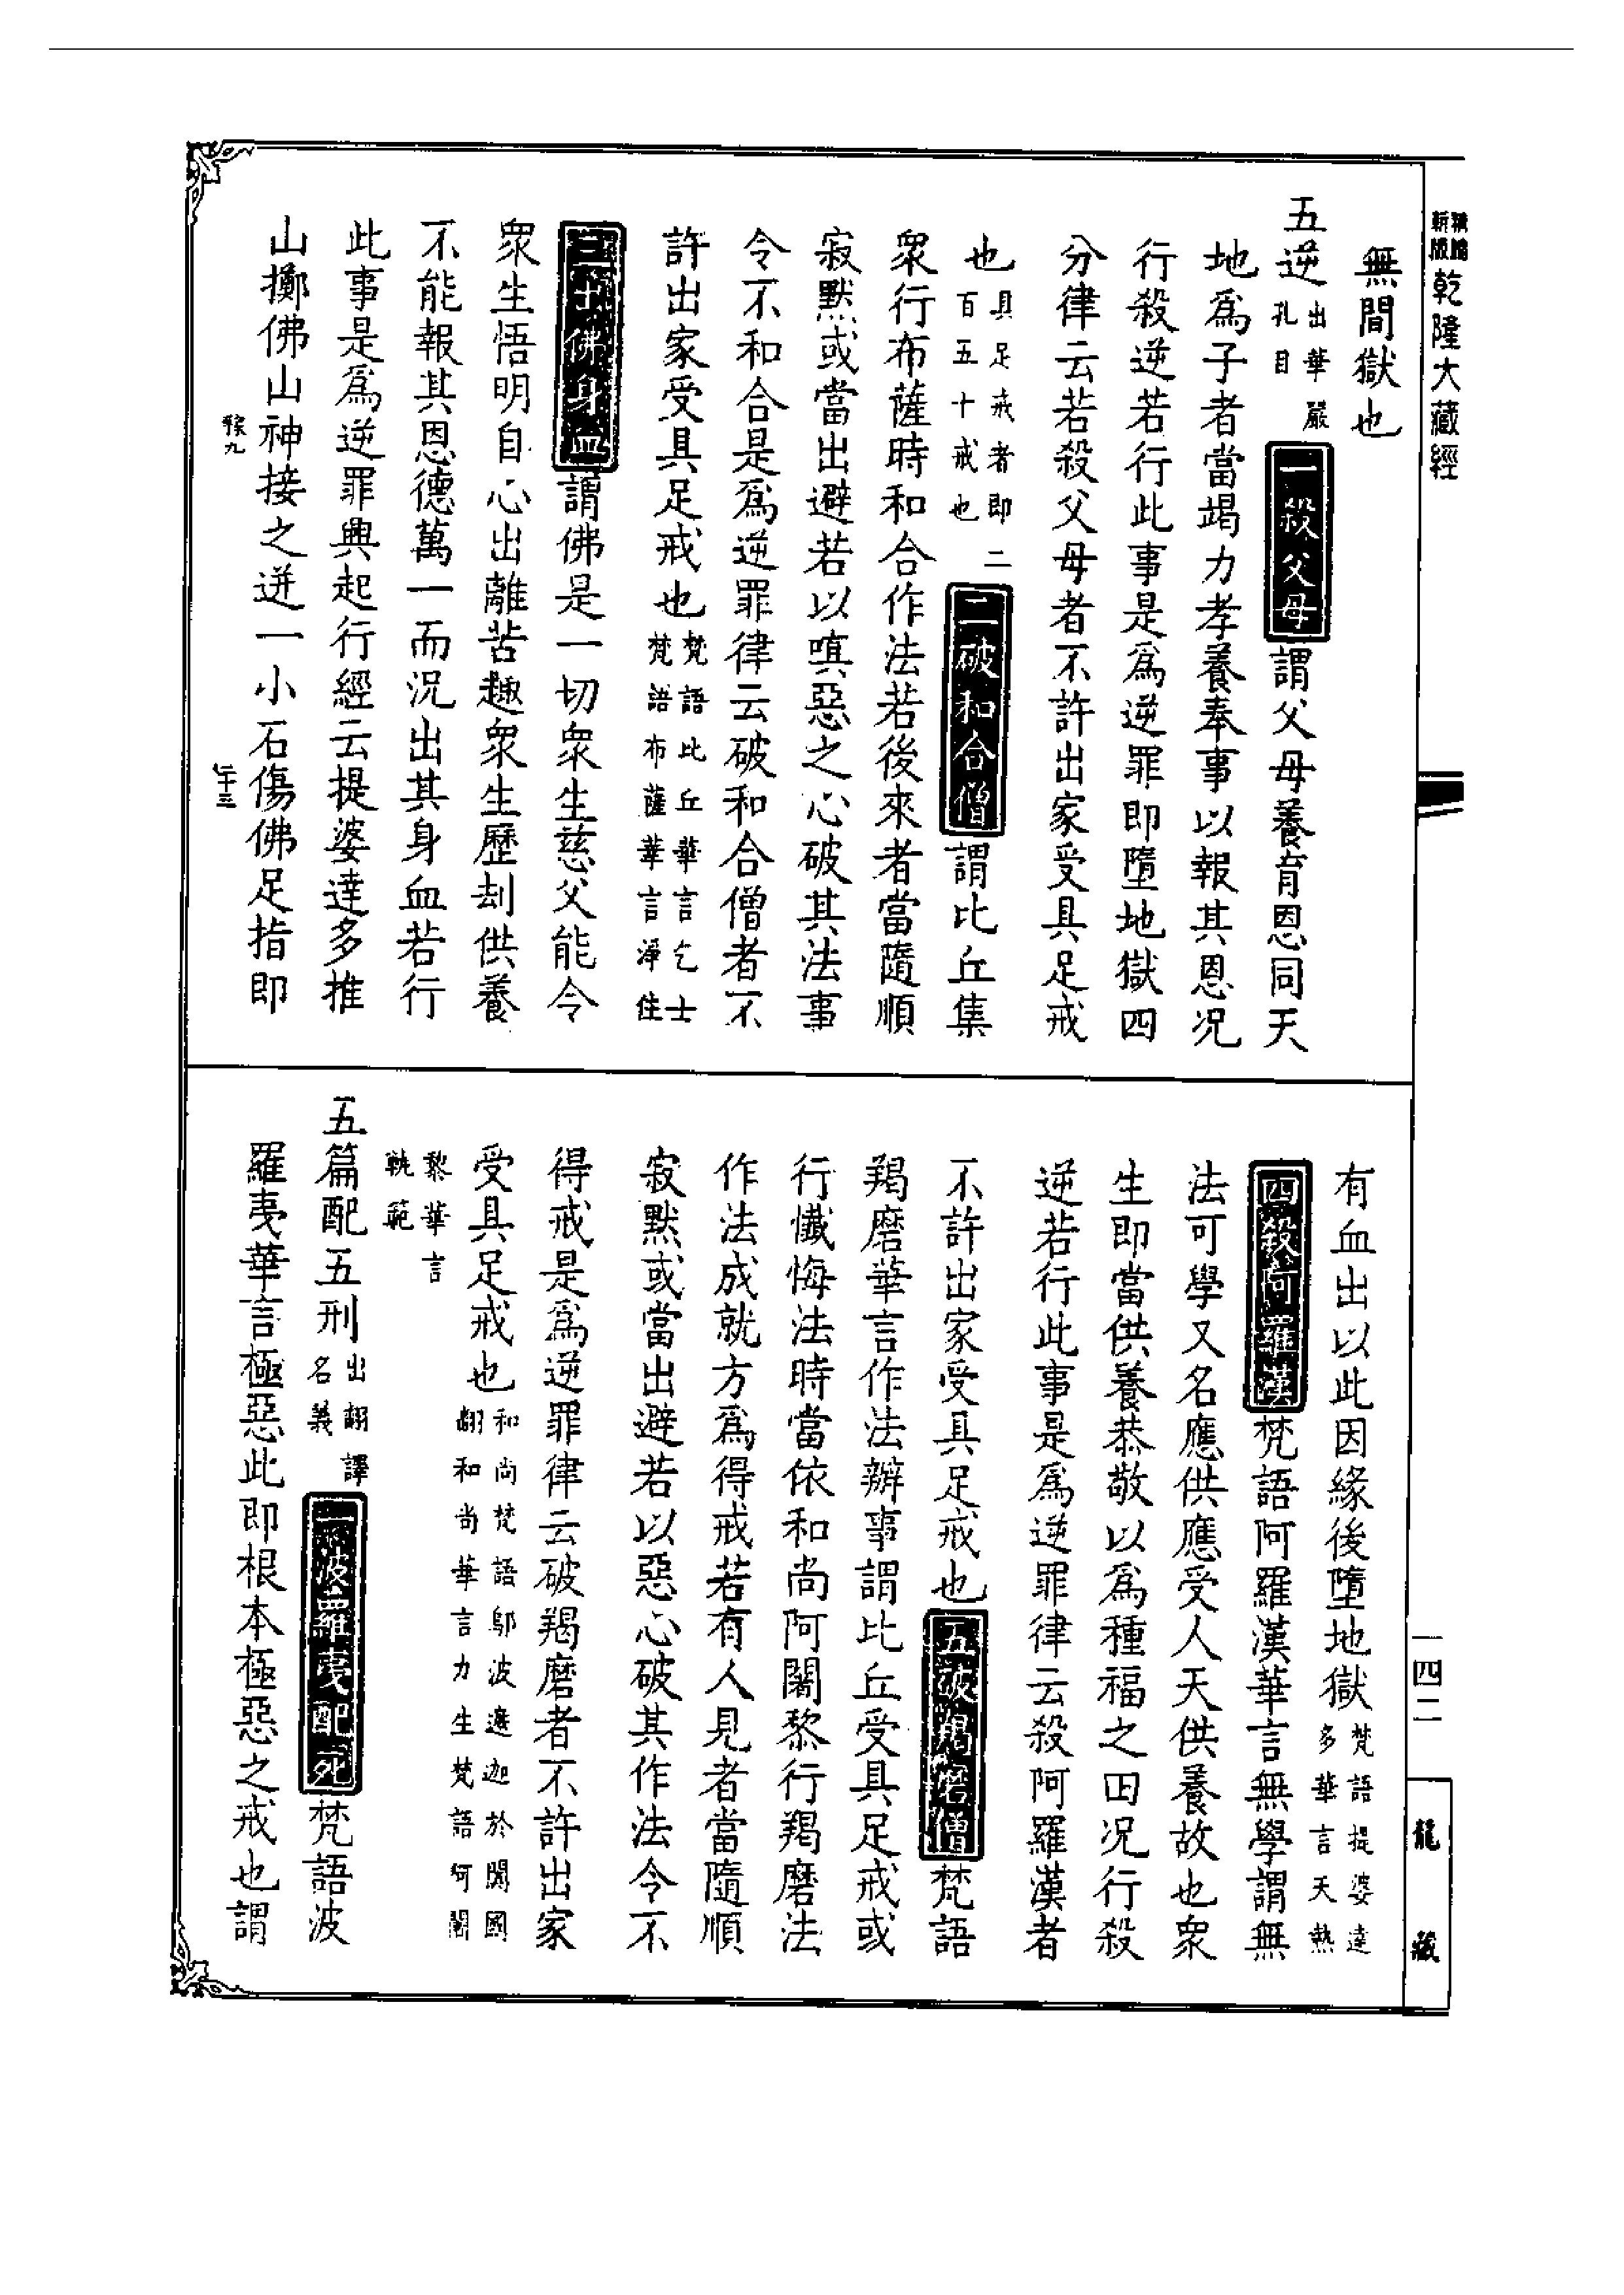 乾隆大藏經
無間獄也
五逆出華嚴孔目一殺父母謂父母養育恩同天
地爲子者當竭力孝養奉事以報其恩况
行殺逆若行此事是爲逆罪即墮地獄四
分律云若殺父母者不許出家受具足戒
也具足戒者即二百五十戒也二破和合僧謂比丘集
衆行布薩時和合作法若後來者當隨順
寂默或當出避若以嗔惡之心破其法事
令不和合是爲逆罪律云破和合僧者不
許出家受具足戒也梵語比丘華言乞士梵語布薩華言淨住
三出佛身血謂佛是一切衆生慈父能令
衆生悟明自心出離苦趣衆生歷刦供養
不能報其恩德萬一而况出其身血若行
此事是爲逆罪興起行經云提婆達多推
山擲佛山神接之迸一小石傷佛足指即
有血出以此因緣後墮地獄梵語提婆達多華言天熱
四殺阿羅漢梵語阿羅漢華言無學謂無
法可學又名應供應受人天供養故也衆
生即當供養恭敬以爲種福之田况行殺
逆若行此事是爲逆罪律云殺阿羅漢者
不許出家受具足戒也五破羯磨僧梵語
羯磨華言作法辦事謂比丘受具足戒或
行懺悔法時當依和尚阿闍黎行羯磨法
作法成就方爲得戒若有人見者當隨順
寂默或當出避若以惡心破其作法令不
得戒是爲逆罪律云破羯磨者不許出家
受具足戒也和尚梵語鄔波遮迦於闐國翻和尚華言力生梵語阿闍
黎華言軌範
五篇配五刑出翻譯名義一波羅夷配死梵語波
羅夷華言極惡此即根本極惡之戒也謂
一四二
龍藏